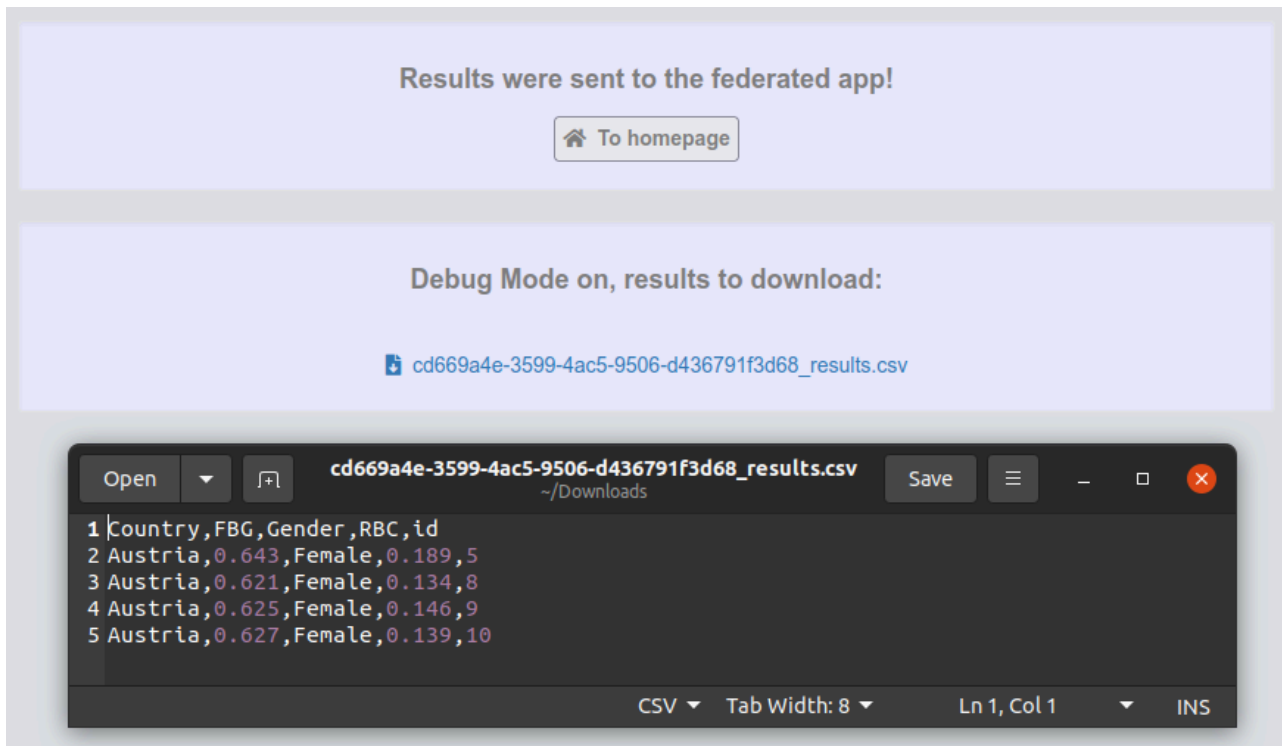 Results were sent to the federated app!
To homepage
Debug Mode on, results to download:
cd669a4e-3599-4ac5-9506-d436791f3d68_results.csv
Open cd669a4e-3599-4ac5-9506-d436791f3d68_results.csv Save
~/Downloads
1 Country,FBG,Gender,RBC,id
2 Austria,0.643,Female,0.189,5
3 Austria,0.621,Female,0.134,8
4 Austria,0.625,Female,0.146,9
5 Austria,0.627,Female,0.139,10
CSV Tab Width: 8 Ln 1, Col 1 INS